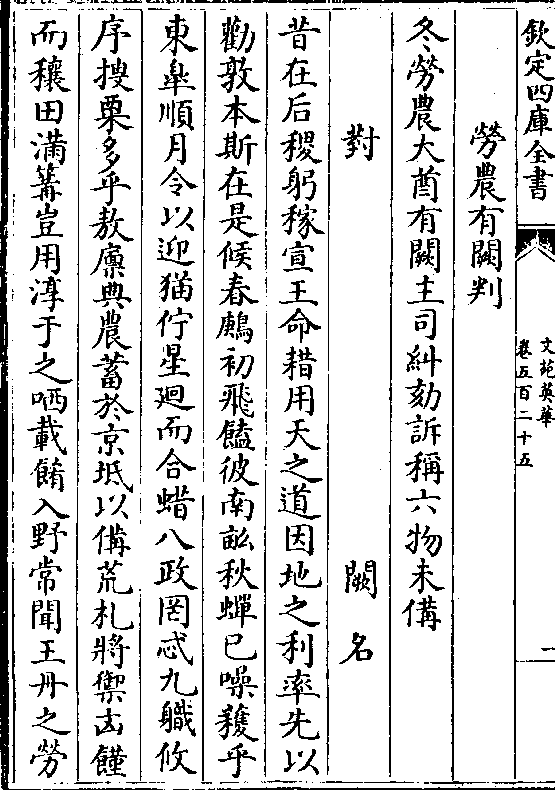 欽定四庫全書
文苑英華
卷五百二十五
一
勞農有闕判
冬勞農大酋有闕主司糾劾訴稱六物未備
對 闕名
昔在后稷躬稼宣王命耤用天之道因地之利率先以
勸敦本斯在是候春鳸初飛饁彼南畝秋蟬已噪穫乎
東臯順月令以迎猫佇星廻而合蜡八政罔忒九職攸
序搜粟多乎敖廪典農蓄於京坻以備荒札將禦凶饉
而穰田滿篝豈用淳于之哂載餚入野常聞王丹之勞